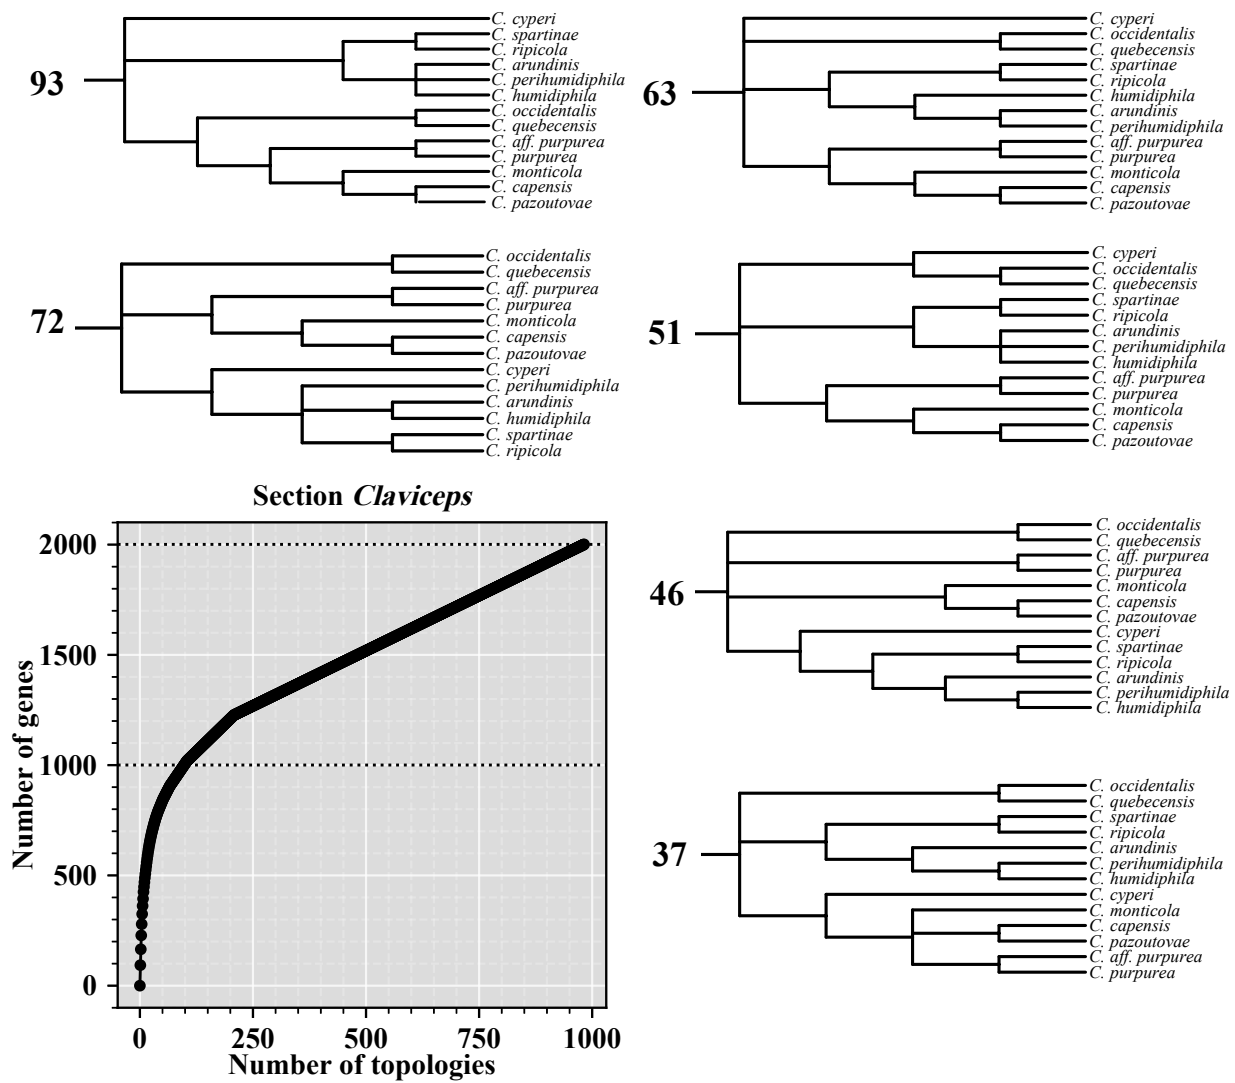 93
C. cyperi
C. spartinae
C. ripicola
C. arundinis
C. perihumidiphila
C. humidiphila
C. occidentalis
C. quebecensis
C. aff. purpurea
C. purpurea
C. monticola
C. capensis
C. pazoutovae
63
C. cyperi
C. occidentalis
C. quebecensis
C. spartinae
C. ripicola
C. humidiphila
C. arundinis
C. perihumidiphila
C. aff. purpurea
C. purpurea
C. monticola
C. capensis
C. pazoutovae
72
C. occidentalis
C. quebecensis
C. aff. purpurea
C. purpurea
C. monticola
C. capensis
C. pazoutovae
C. cyperi
C. perihumidiphila
C. arundinis
C. humidiphila
C. spartinae
C. ripicola
51
C. cyperi
C. occidentalis
C. quebecensis
C. spartinae
C. ripicola
C. arundinis
C. perihumidiphila
C. humidiphila
C. aff. purpurea
C. purpurea
C. monticola
C. capensis
C. pazoutovae
Section Claviceps
Number of genes
2000
1500
1000
500
0
0 250 500 750 1000
Number of topologies
46
C. occidentalis
C. quebecensis
C. aff. purpurea
C. purpurea
C. monticola
C. capensis
C. pazoutovae
C. cyperi
C. spartinae
C. ripicola
C. arundinis
C. perihumidiphila
C. humidiphila
37
C. occidentalis
C. quebecensis
C. spartinae
C. ripicola
C. arundinis
C. perihumidiphila
C. humidiphila
C. cyperi
C. monticola
C. capensis
C. pazoutovae
C. aff. purpurea
C. purpurea